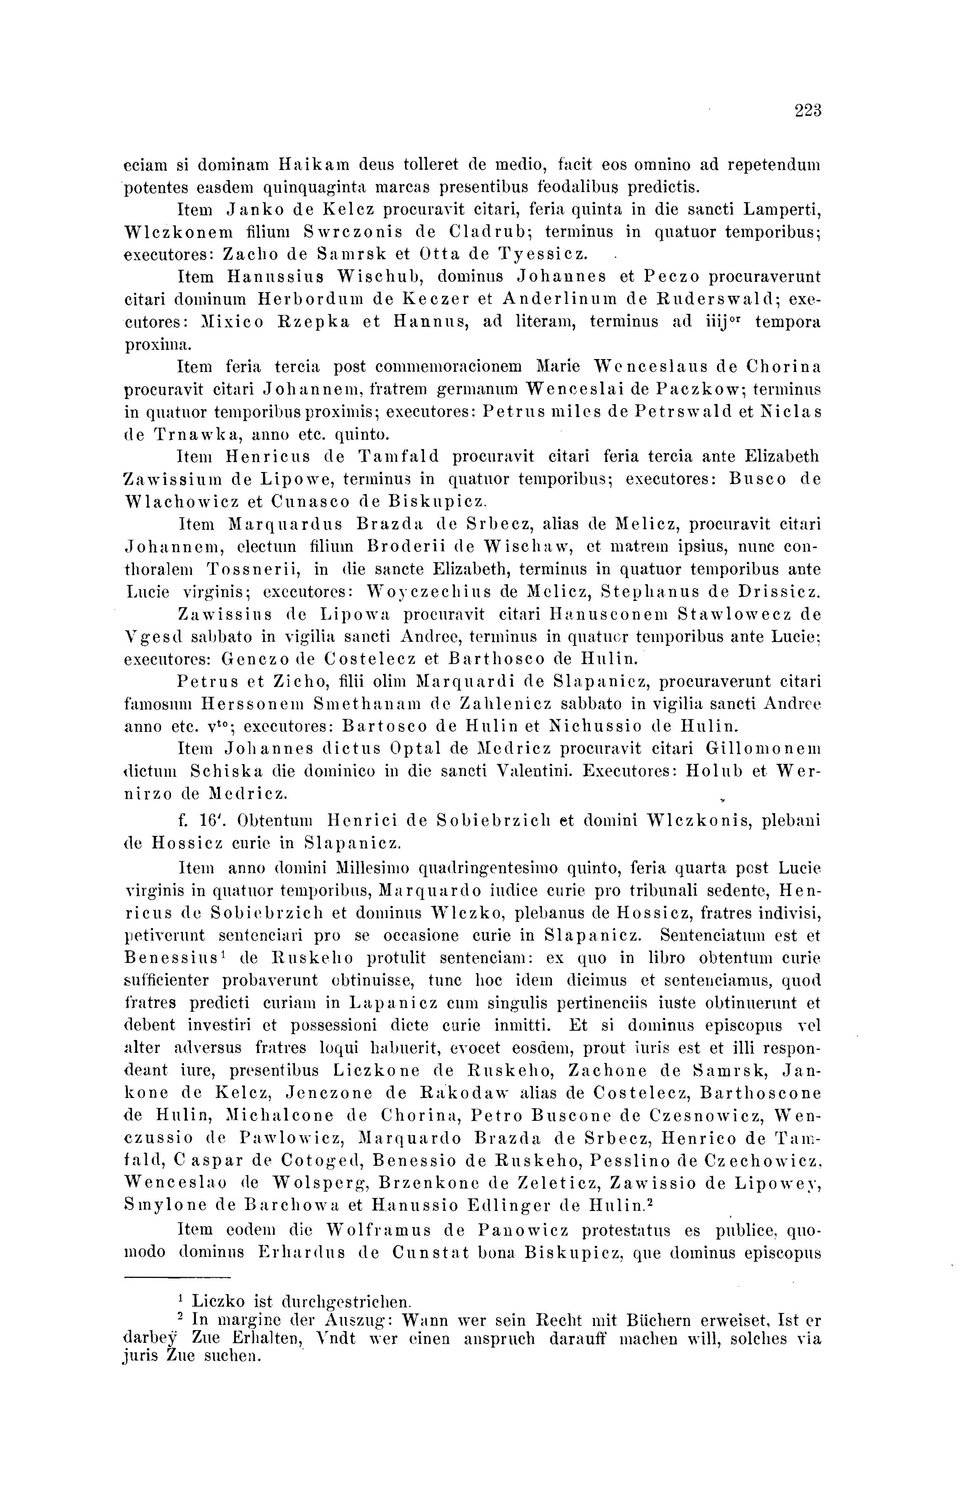 223
eciam si dominam Haikam deus tolleret de medio, facit eos omnino ad repetendum
potentes easdem quinquaginta marcas presentibus feodalibus predictis.
Item Janko de Kelcz procuravit citari, feria quinta in die sancti Lamperti,
Wlczkonem filium Swrczonis de Cladrub; terminus in quatuor temporibus;
executores: Zacho de Samrsk et Otta de Tyessicz.
Item Hanussius Wischub, dominus Johannes et Peczo procuraverunt
citari dominum Herbordum de Keczer et Anderlinum de Ruderswald; exe-
cutores: Mixico Rzepka et Hannus, ad literam, terminus ad iiijᵒʳ tempora
proxima.
Item feria tercia post commemoracionem Marie Wenceslaus de Chorina
procuravit citari Johannem, fratrem germanum Wenceslai de Paczkow; terminus
in quatuor temporibus proximis; executores: Petrus miles de Petrswald et Niclas
de Trnawka, anno etc. quinto.
Item Henricus de Tamfald procuravit citari feria tercia ante Elizabeth
Zawissium de Lipowe, terminus in quatuor temporibus; executores: Busco de
Wlachowicz et Cunasco de Biskupicz.
Item Marquardus Brazda de Srbecz, alias de Melicz, procuravit citari
Johannem, electum filium Broderii de Wischaw, et matrem ipsius, nunc con-
thoralem Tossnerii, in die sancte Elizabeth, terminus in quatuor temporibus ante
Lucie virginis; executores: Woyczechius de Melicz, Stephanus de Drissicz.
Zawissius de Lipowa procuravit citari Hanusconem Stawlowecz de
Vgesd sabbato in vigilia sancti Andree, terminus in quatuor temporibus ante Lucie;
executores: Genczo de Costelecz et Barthosco de Hulin.
Petrus et Zicho, filii olim Marquardi de Slapanicz, procuraverunt citari
famosum Herssonem Smethanam de Zahlenicz sabbato in vigilia sancti Andree
anno etc. vᵗᵒ; executores: Bartosco de Hulin et Nichussio de Hulin.
Item Johannes dictus Optal de Medricz procuravit citari Gillomonem
dictum Schiska die dominico in die sancti Valentini. Executores: Holub et Wer-
nirzo de Medricz.
f. 16'. Obtentum Henrici de Sobiebrzich et domini Wlczkonis, plebani
de Hossicz curie in Slapanicz.
Item anno domini Millesimo quadringentesimo quinto, feria quarta post Lucie
virginis in quatuor temporibus, Marquardo iudice curie pro tribunali sedente, Hen-
ricus de Sobiebrzich et dominus Wlczko, plebanus de Hossicz, fratres indivisi,
petiverunt sentenciari pro se occasione curie in Slapanicz. Sentenciatum est et
Benessius¹ de Ruskeho protulit sentenciam: ex quo in libro obtentum curie
sufficienter probaverunt obtinuisse, tunc hoc idem dicimus et sentenciamus, quod
fratres predicti curiam in Lapanicz cum singulis pertinenciis iuste obtinuerunt et
debent investiri et possessioni dicte curie inmitti. Et si dominus episcopus vel
alter adversus fratres loqui habuerit, evocet eosdem, prout iuris est et illi respon-
deant iure, presentibus Liczkone de Ruskeho, Zachone de Samrsk, Jan-
kone de Kelcz, Jenczone de Rakodaw alias de Costelecz, Barthoscone
de Hulin, Michalcone de Chorina, Petro Buscone de Czesnowicz, Wen-
czussio de Pawlowicz, Marquardo Brazda de Srbecz, Henrico de Tam-
fald, Caspar de Cotoged, Benessio de Ruskeho, Pesslino de Czechowicz.
Wenceslao de Wolsperg, Brzenkone de Zeleticz, Zawissio de Lipowey,
Smylone de Barchowa et Hanussio Edlinger de Hulin.²
Item eodem die Wolframus de Panowicz protestatus es publice, quo-
modo dominus Erhardus de Cunstat bona Biskupicz, que dominus episcopus
¹ Liczko ist durchgestrichen.
² In margine der Auszug: Wann wer sein Recht mit Büchern erweiset, Ist er
darbeÿ Zue Erhalten, Vndt wer einen anspruch darauff machen will, solches via
juris Zue suchen.